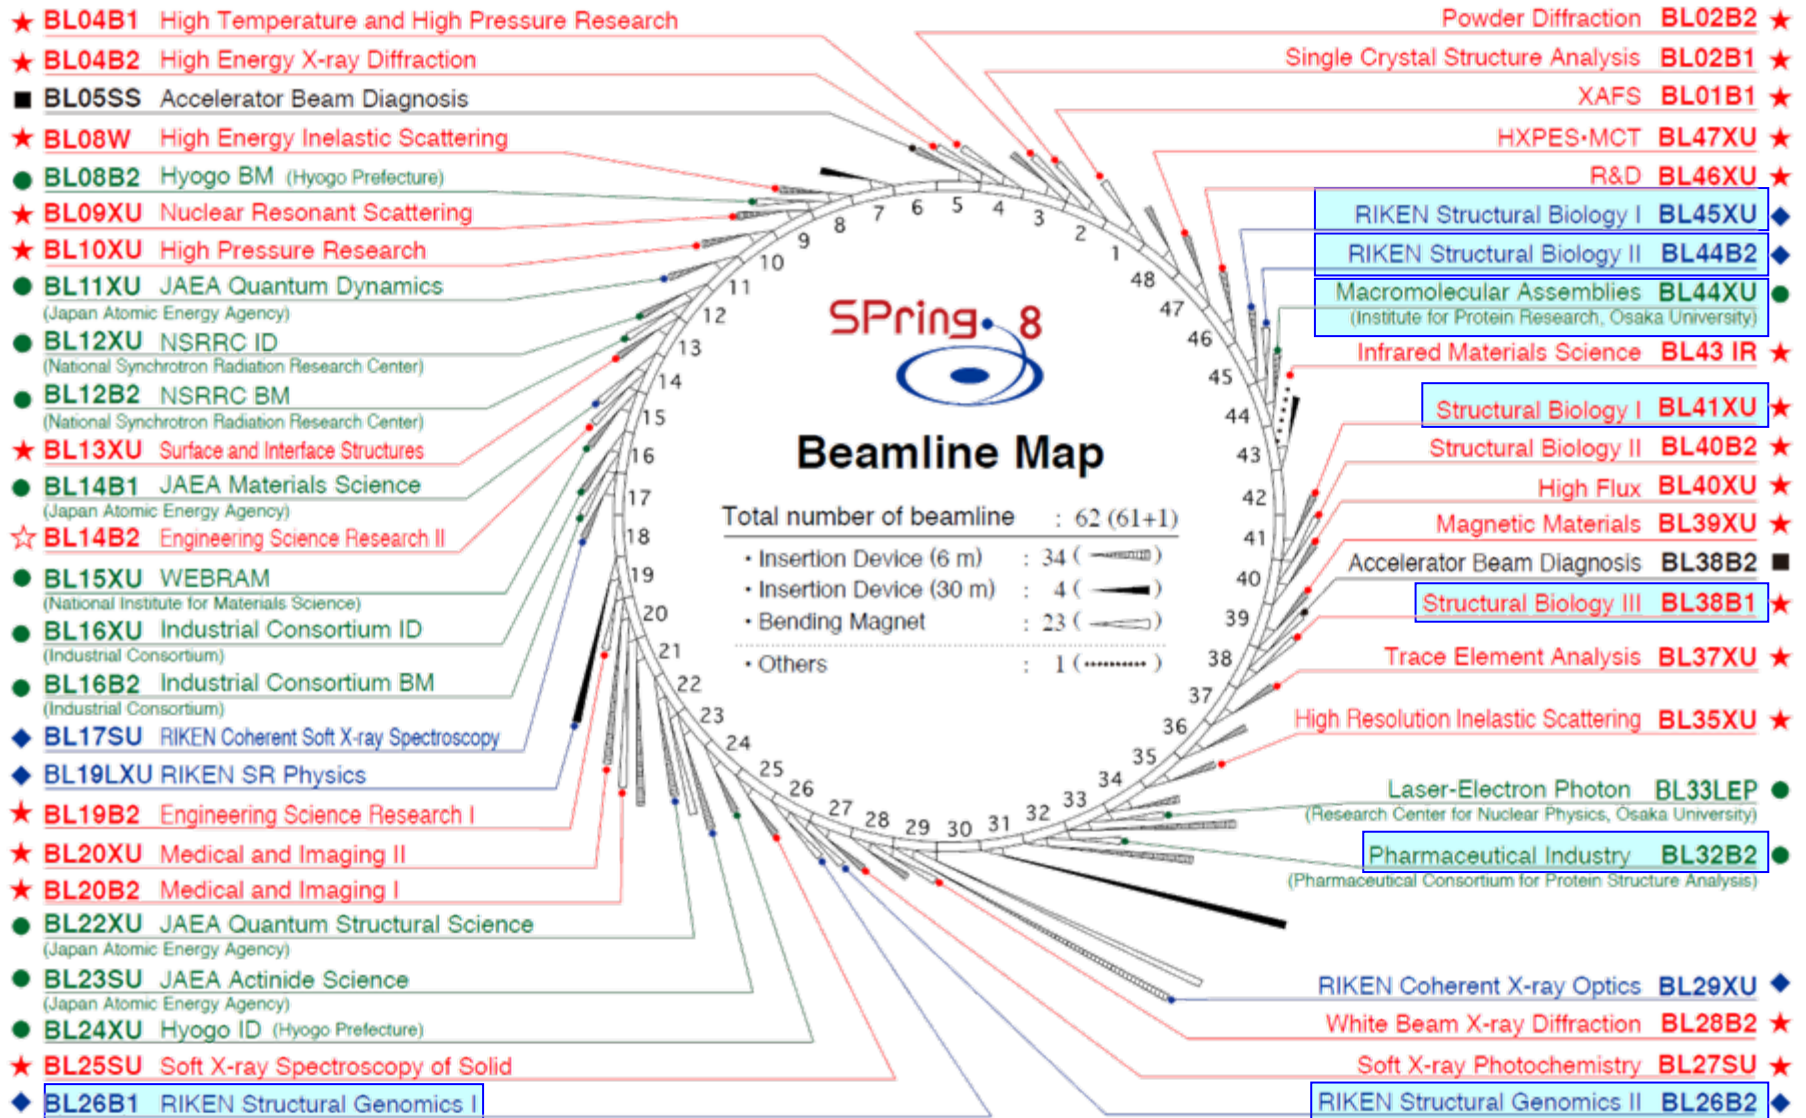 BL04B1 High Temperature and High Pressure Research
BL04B2 High Energy X-ray Diffraction
BL05SS Accelerator Beam Diagnosis
BL08W High Energy Inelastic Scattering
BL08B2 Hyogo BM (Hyogo Prefecture)
BL09XU Nuclear Resonant Scattering
BL10XU High Pressure Research
BL11XU JAEA Quantum Dynamics
(Japan Atomic Energy Agency)
BL12XU NSRRC ID
(National Synchrotron Radiation Research Center)
BL12B2 NSRRC BM
(National Synchrotron Radiation Research Center)
BL13XU Surface and Interface Structures
BL14B1 JAEA Materials Science
(Japan Atomic Energy Agency)
BL14B2 Engineering Science Research II
BL15XU WEBRAM
(National Institute for Materials Science)
BL16XU Industrial Consortium ID
(Industrial Consortium)
BL16B2 Industrial Consortium BM
(Industrial Consortium)
BL17SU RIKEN Coherent Soft X-ray Spectroscopy
BL19LXU RIKEN SR Physics
BL19B2 Engineering Science Research I
BL20XU Medical and Imaging II
BL20B2 Medical and Imaging I
BL22XU JAEA Quantum Structural Science
(Japan Atomic Energy Agency)
BL23SU JAEA Actinide Science
(Japan Atomic Energy Agency)
BL24XU Hyogo ID (Hyogo Prefecture)
BL25SU Soft X-ray Spectroscopy of Solid
BL26B1 RIKEN Structural Genomics I
SPring-8
Beamline Map
Total number of beamline : 62 (61+1)
・Insertion Device (6 m) : 34 ( )
・Insertion Device (30 m) : 4 ( )
・Bending Magnet : 23 ( )
・Others : 1 ( )
1
2
3
4
5
6
7
8
9
10
11
12
13
14
15
16
17
18
19
20
21
22
23
24
25
26
27
28
29
30
31
32
33
34
35
36
37
38
39
40
41
42
43
44
45
46
47
48
Powder Diffraction BL02B2
Single Crystal Structure Analysis BL02B1
XAFS BL01B1
HXPES・MCT BL47XU
R&D BL46XU
RIKEN Structural Biology I BL45XU
RIKEN Structural Biology II BL44B2
Macromolecular Assemblies BL44XU
(Institute for Protein Research, Osaka University)
Infrared Materials Science BL43 IR
Structural Biology I BL41XU
Structural Biology II BL40B2
High Flux BL40XU
Magnetic Materials BL39XU
Accelerator Beam Diagnosis BL38B2
Structural Biology III BL38B1
Trace Element Analysis BL37XU
High Resolution Inelastic Scattering BL35XU
Laser-Electron Photon BL33LEP
(Research Center for Nuclear Physics, Osaka University)
Pharmaceutical Industry BL32B2
(Pharmaceutical Consortium for Protein Structure Analysis)
RIKEN Coherent X-ray Optics BL29XU
White Beam X-ray Diffraction BL28B2
Soft X-ray Photochemistry BL27SU
RIKEN Structural Genomics II BL26B2